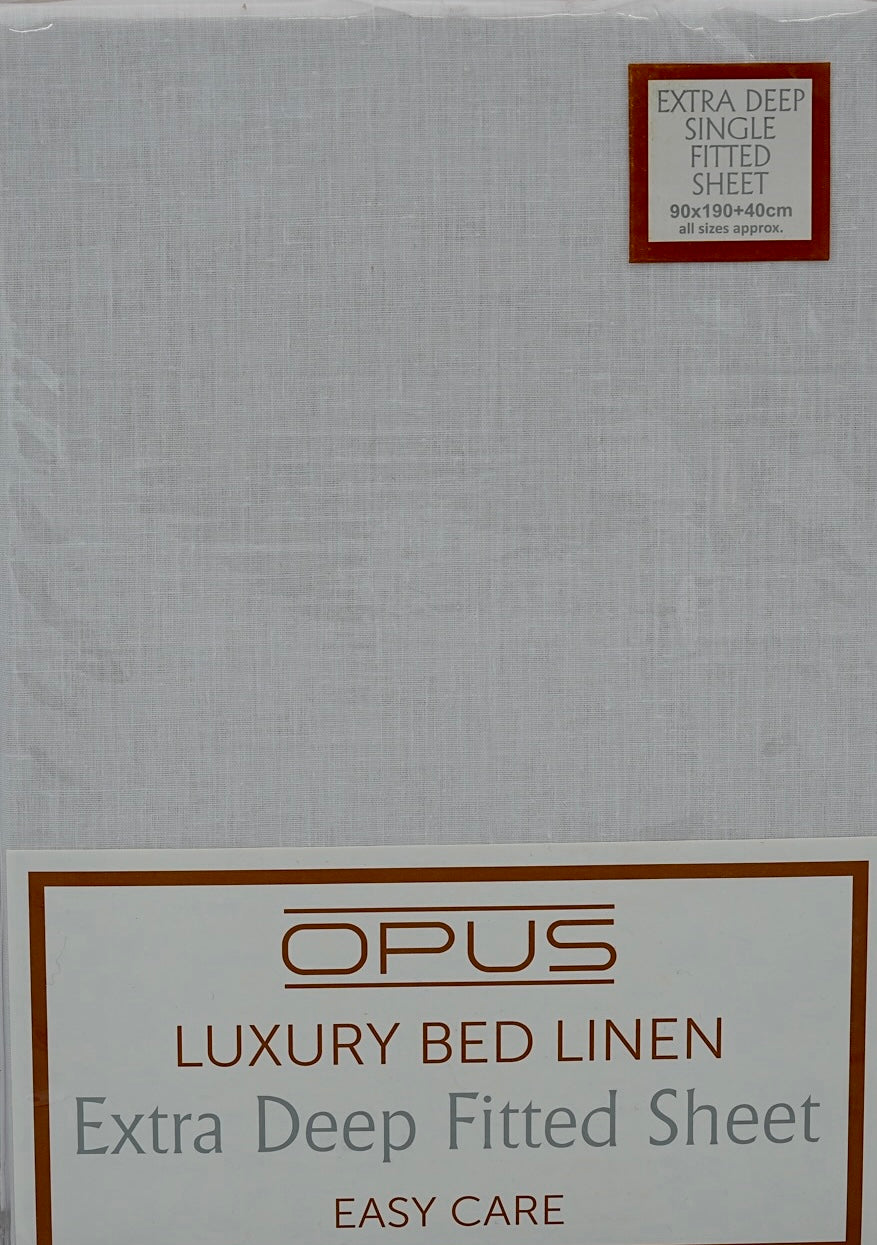 EXTRA DEEP
SINGLE
FITTED
SHEET
90x190+40cm
all sizes approx.
OPUS
LUXURY BED LINEN
Extra Deep Fitted Sheet
EASY CARE